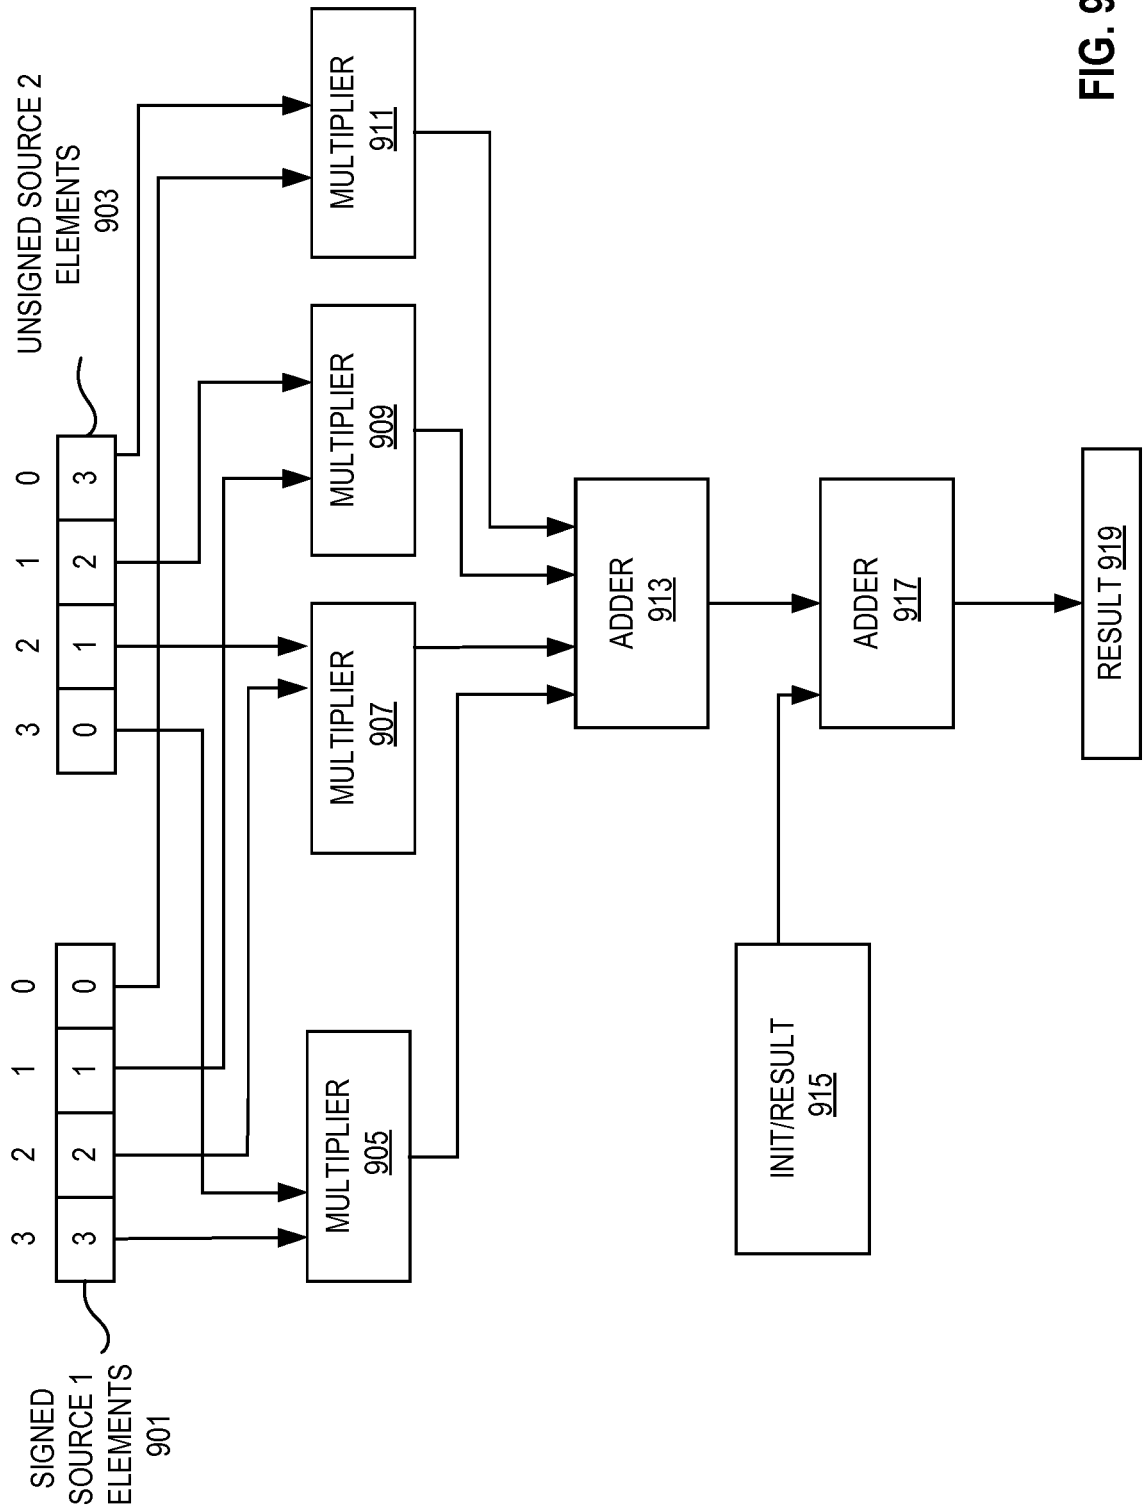 SIGNED
SOURCE 1
ELEMENTS
901
3 2 1 0
3 2 1 0
UNSIGNED SOURCE 2
ELEMENTS
903
3 2 1 0
0 1 2 3
MULTIPLIER
905
MULTIPLIER
907
MULTIPLIER
909
MULTIPLIER
911
ADDER
913
INIT/RESULT
915
ADDER
917
RESULT 919
FIG. 9